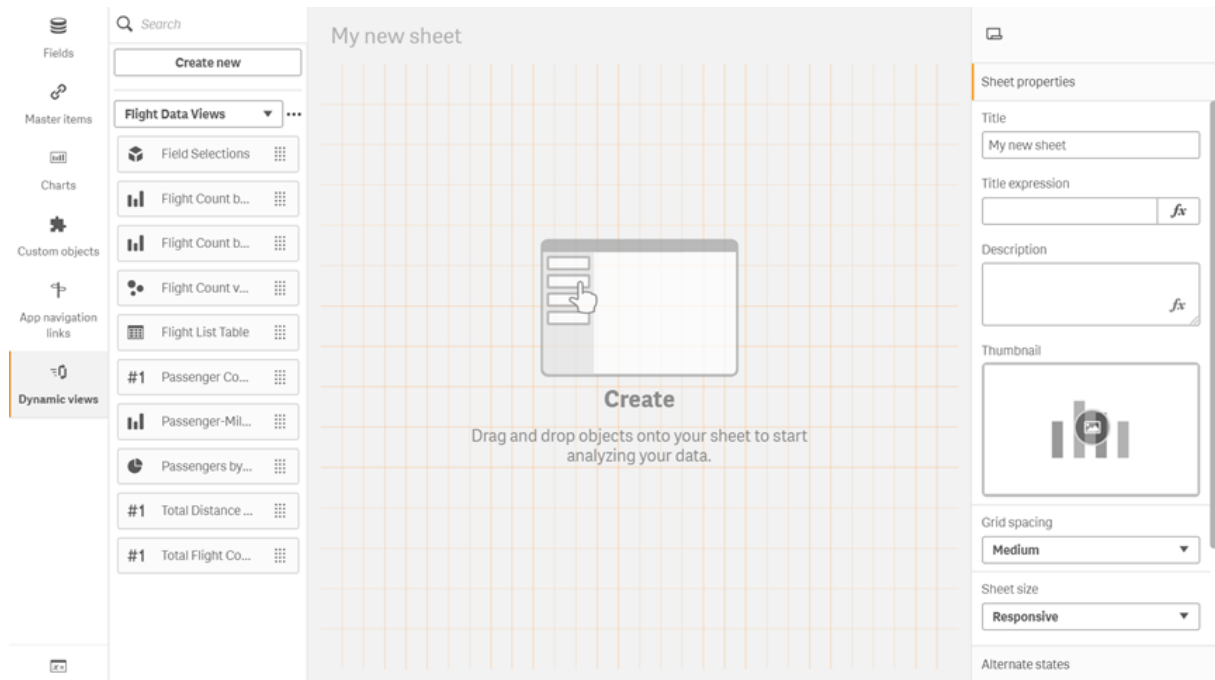 Fields
Master items
Charts
Custom objects
App navigation
links
Dynamic views
Search
Create new
Flight Data Views
Field Selections
Flight Count b...
Flight Count b...
Flight Count v...
Flight List Table
#1 Passenger Co...
Passenger-Mil...
Passengers by...
#1 Total Distance ...
#1 Total Flight Co...
My new sheet
Create
Drag and drop objects onto your sheet to start
analyzing your data.
Sheet properties
Title
My new sheet
Title expression
fx
Description
fx
Thumbnail
Grid spacing
Medium
Sheet size
Responsive
Alternate states